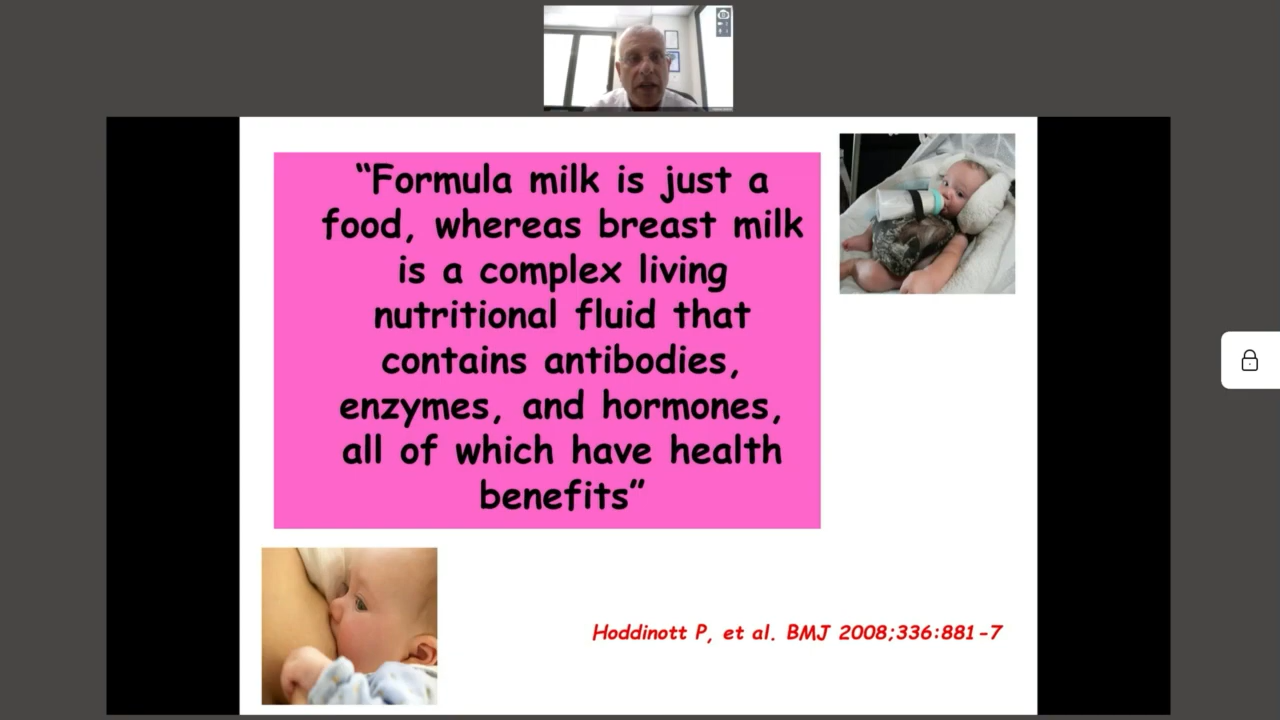 “Formula milk is just a
food, whereas breast milk
is a complex living
nutritional fluid that
contains antibodies,
enzymes, and hormones,
all of which have health
benefits”
Hoddinott P, et al. BMJ 2008;336:881-7